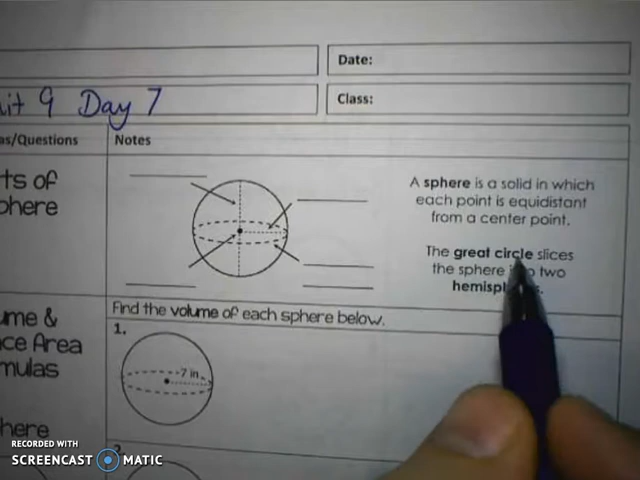 Date:
it 9 Day 7
Class:
as/Questions
Notes
ts of
phere
A sphere is a solid in which
each point is equidistant
from a center point.
The great circle slices
the sphere two
Find the volume of each sphere below.
ume &
ce Area
mulas
here
1.
7 in
2
RECORDED WITH
SCREENCAST MATIC